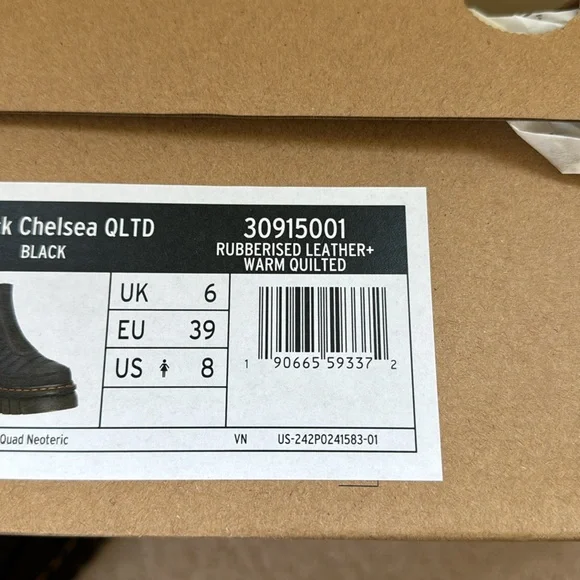 k Chelsea QLTD
BLACK
30915001
RUBBERISED LEATHER+
WARM QUILTED
UK 6
EU 39
US 8
1 90665 59337 2
Quad Neoteric
VN US-242P0241583-01